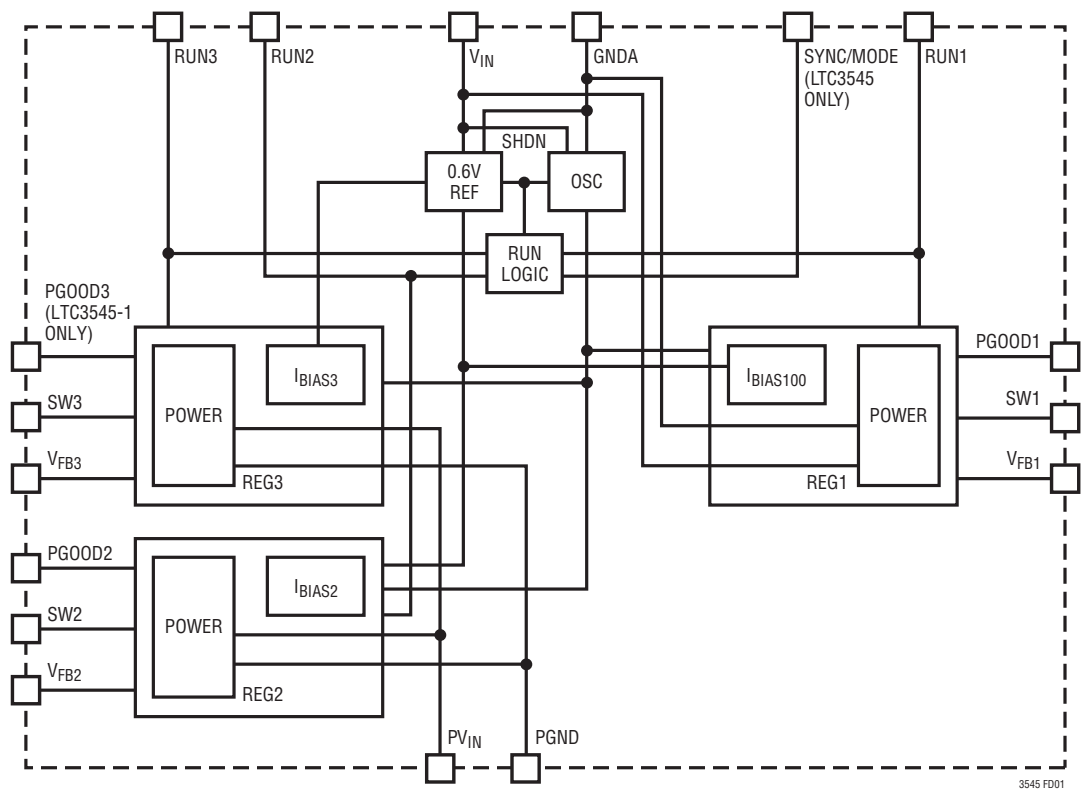 RUN3
RUN2
VIN
GNDA
SYNC/MODE
(LTC3545
ONLY)
RUN1
SHDN
0.6V
REF
OSC
RUN
LOGIC
PGOOD3
(LTC3545-1
ONLY)
SW3
VFB3
POWER
IBIAS3
REG3
IBIAS100
POWER
REG1
PGOOD1
SW1
VFB1
PGOOD2
SW2
VFB2
POWER
IBIAS2
REG2
PVIN
PGND
3545 FD01